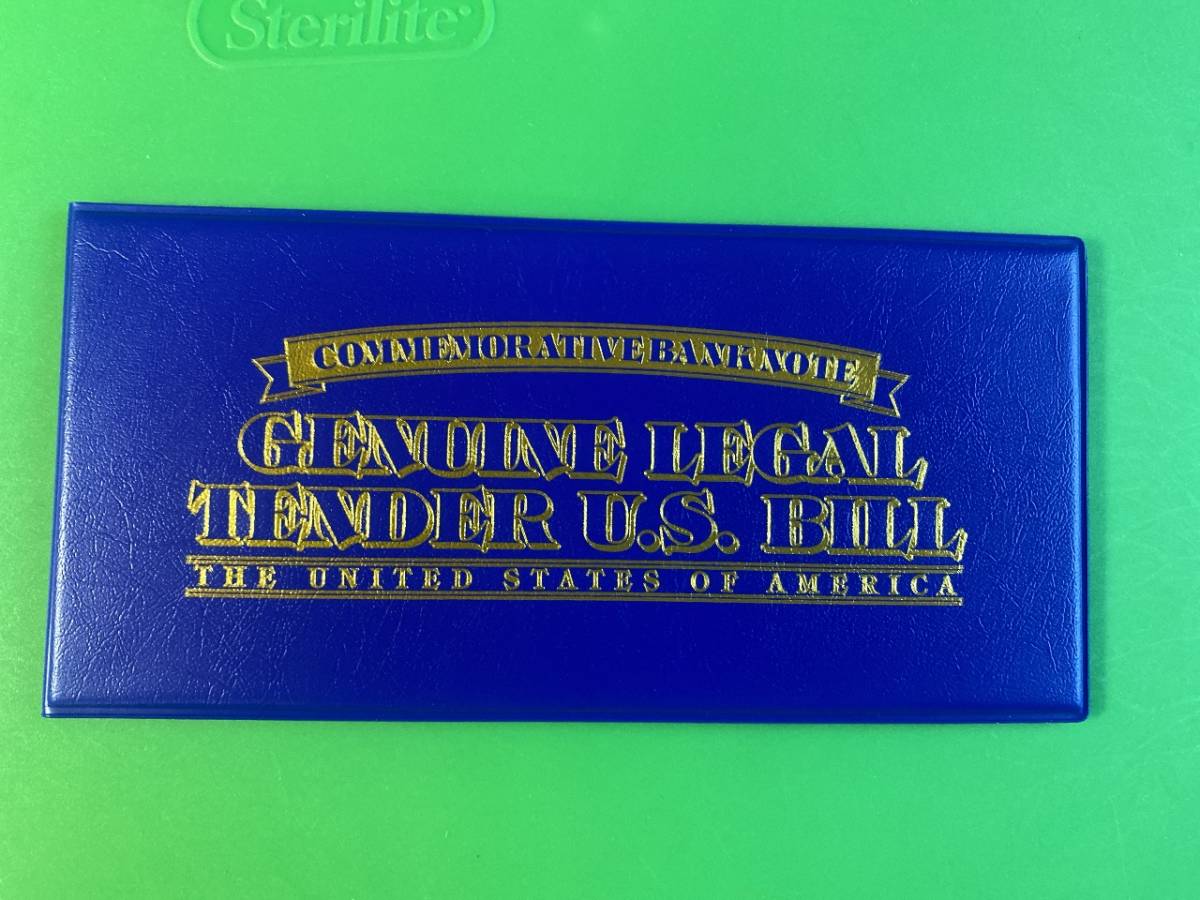 Sterilite
COMMEMORATIVE BANK NOTE
GENUINE LEGAL
TENDER U.S. BILL
THE UNITED STATES OF AMERICA